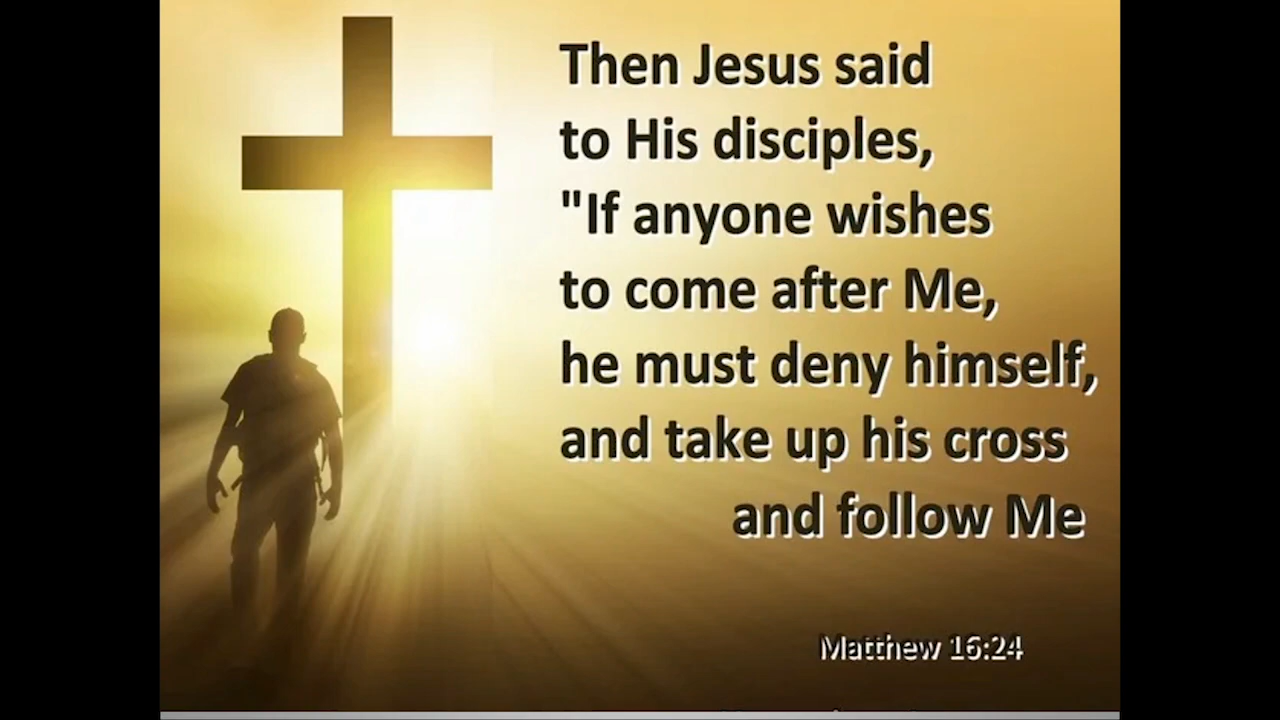 Then Jesus said
to His disciples,
"If anyone wishes
to come after Me,
he must deny himself,
and take up his cross
and follow Me
Matthew 16:24